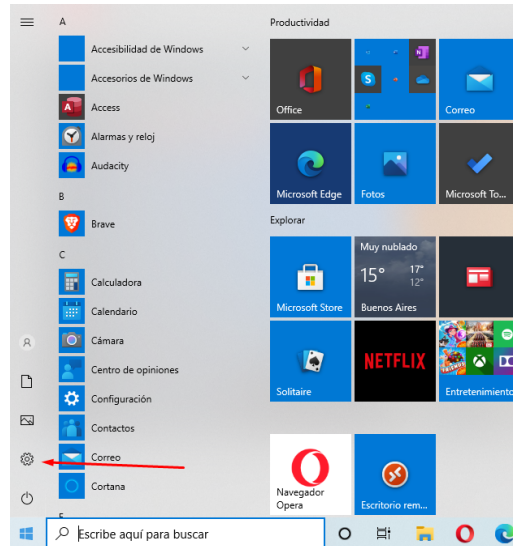 A
Accesibilidad de Windows
Accesorios de Windows
Access
Alarmas y reloj
Audacity
B
Brave
C
Calculadora
Calendario
Cámara
Centro de opiniones
Configuración
Contactos
Correo
Cortana
Productividad
Office
Correo
Microsoft Edge
Fotos
Microsoft To...
Explorar
Microsoft Store
Muy nublado
15° 17°
12°
Buenos Aires
Solitaire
NETFLIX
Entretenimiento
Navegador
Opera
Escritorio rem...
Escribe aquí para buscar